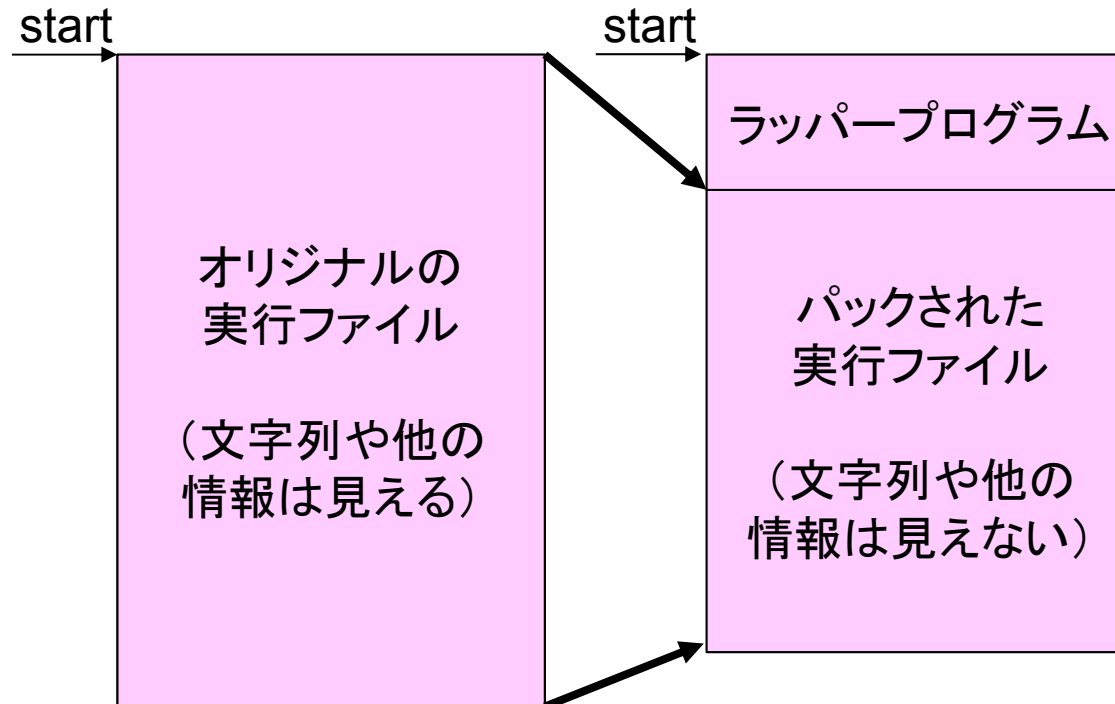 start
オリジナルの
実行ファイル
（文字列や他の
情報は見える）
start
ラッパープログラム
パックされた
実行ファイル
（文字列や他の
情報は見えない）